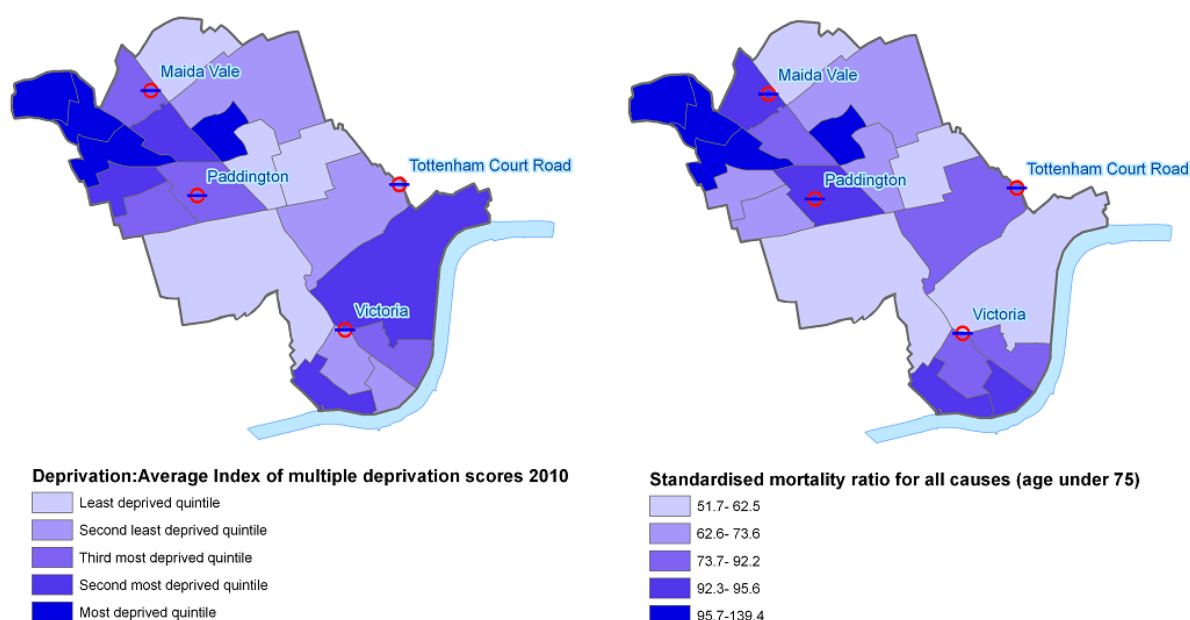 Maida Vale
Paddington
Tottenham Court Road
Victoria
Deprivation:Average Index of multiple deprivation scores 2010
Least deprived quintile
Second least deprived quintile
Third most deprived quintile
Second most deprived quintile
Most deprived quintile
Maida Vale
Tottenham Court Road
Paddington
Victoria
Standardised mortality ratio for all causes (age under 75)
51.7- 62.5
62.6- 73.6
73.7- 92.2
92.3- 95.6
95.7-139.4